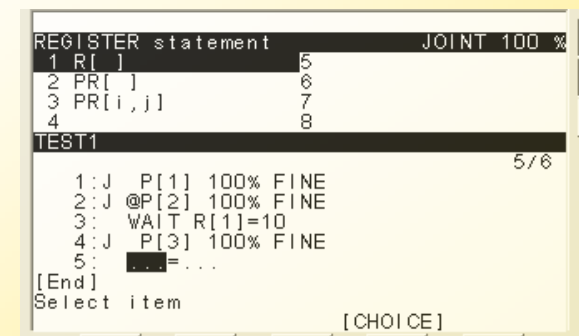 REGISTER statement JOINT 100 %
1 R[ ] 5
2 PR[ ] 6
3 PR[i,j] 7
4 8
TEST1
5/6
1:J P[1] 100% FINE
2:J @P[2] 100% FINE
3: WAIT R[1]=10
4:J P[3] 100% FINE
5: ...=...
[End]
Select item
[CHOICE]